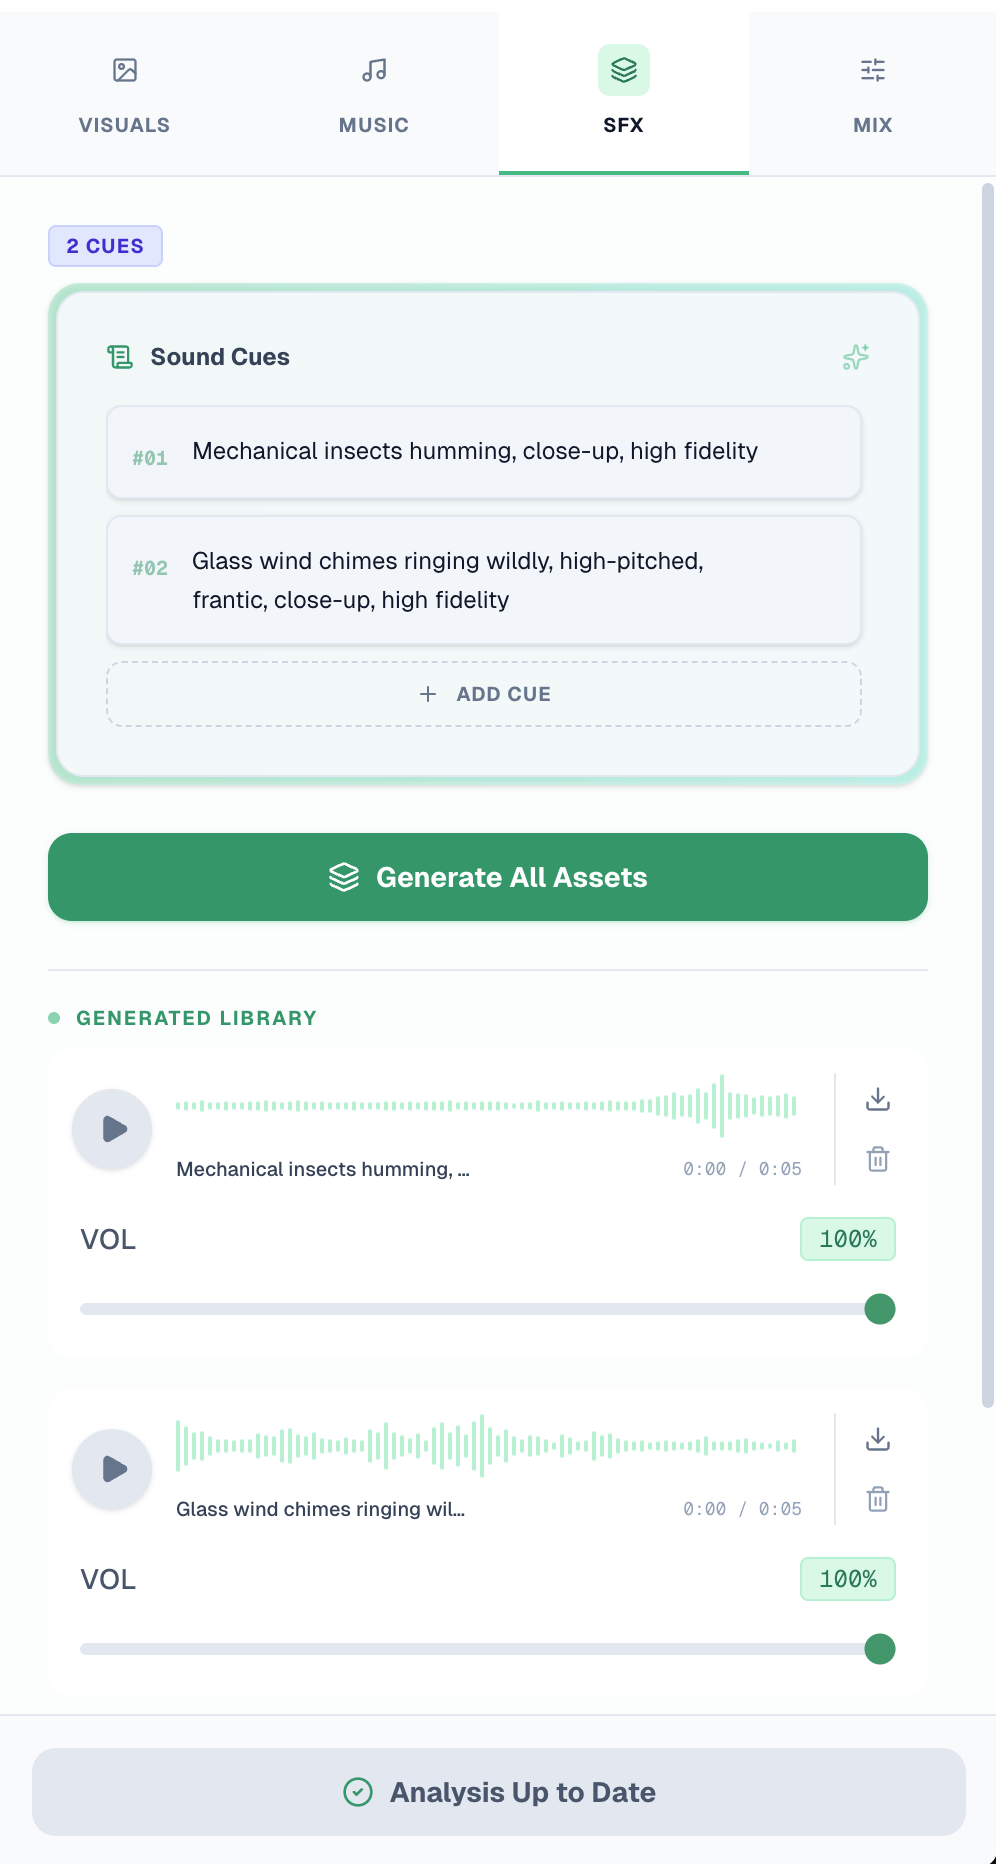 VISUALS
MUSIC
SFX
MIX
2 CUES
Sound Cues
#01
Mechanical insects humming, close-up, high fidelity
#02
Glass wind chimes ringing wildly, high-pitched,
frantic, close-up, high fidelity
ADD CUE
Generate All Assets
GENERATED LIBRARY
Mechanical insects humming, ...
0:00 / 0:05
VOL
100%
Glass wind chimes ringing wil...
0:00 / 0:05
VOL
100%
Analysis Up to Date